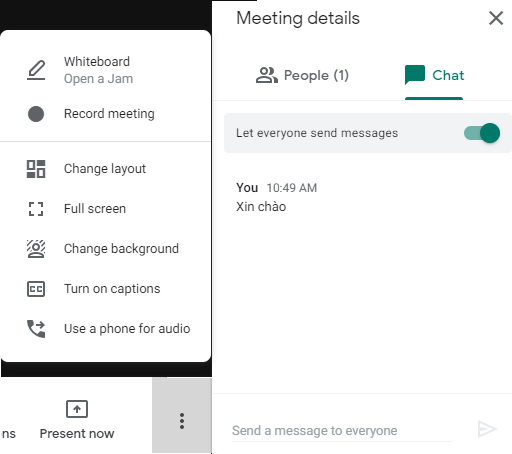 Whiteboard
Open a Jam
Record meeting
Change layout
Full screen
Change background
CC Turn on captions
Use a phone for audio
ns
Present now
Meeting details
People (1)
Chat
Let everyone send messages
You 10:49 AM
Xin chào
Send a message to everyone